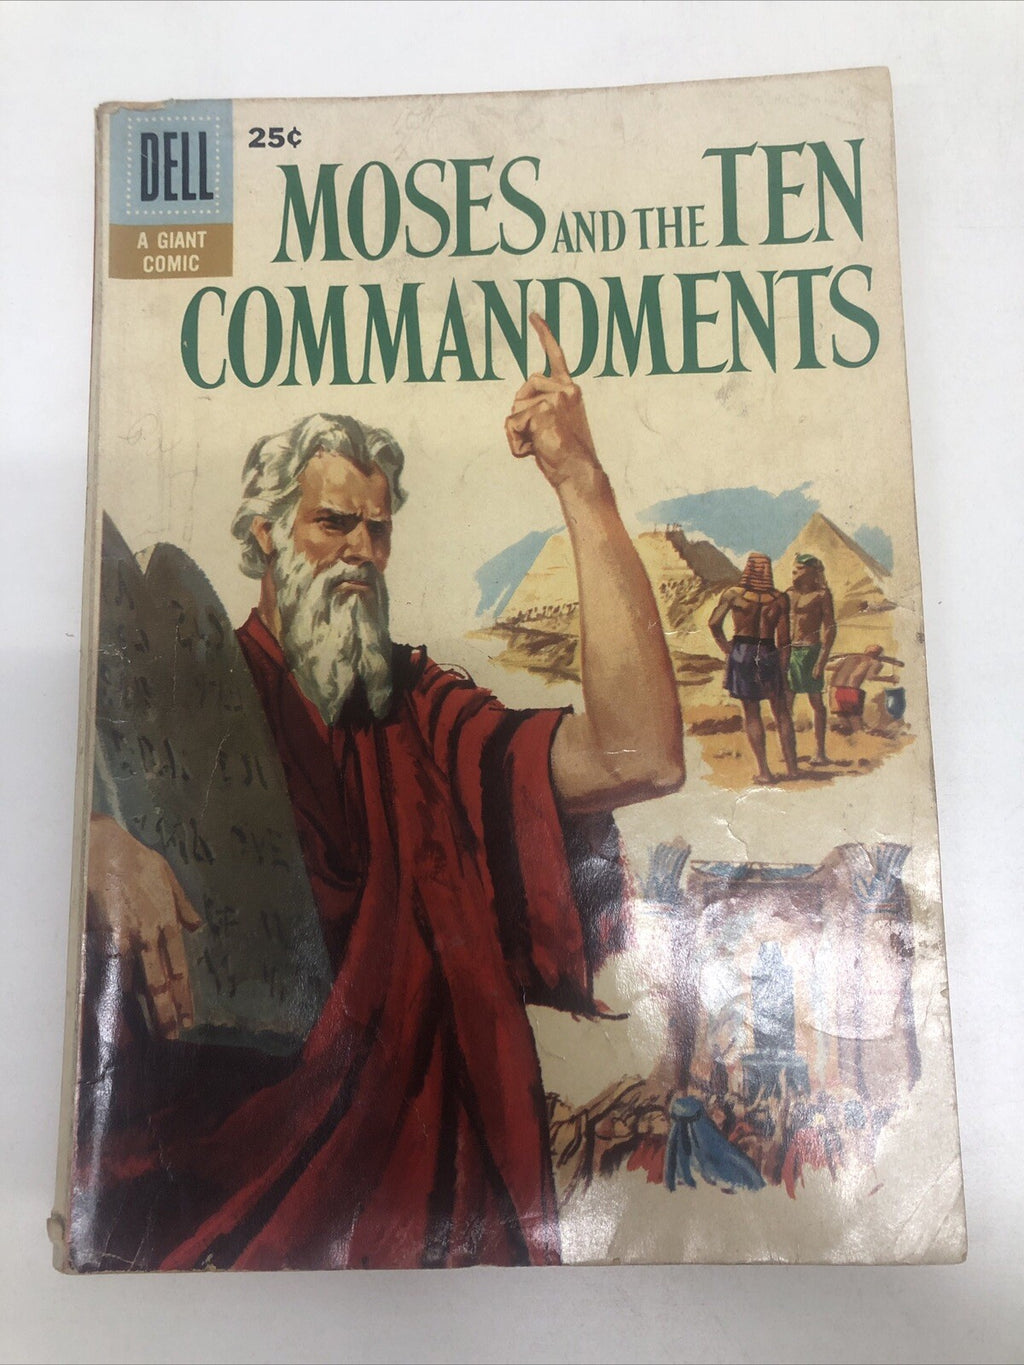 DELL
A GIANT
COMIC
25¢
MOSES AND THE TEN
COMMANDMENTS